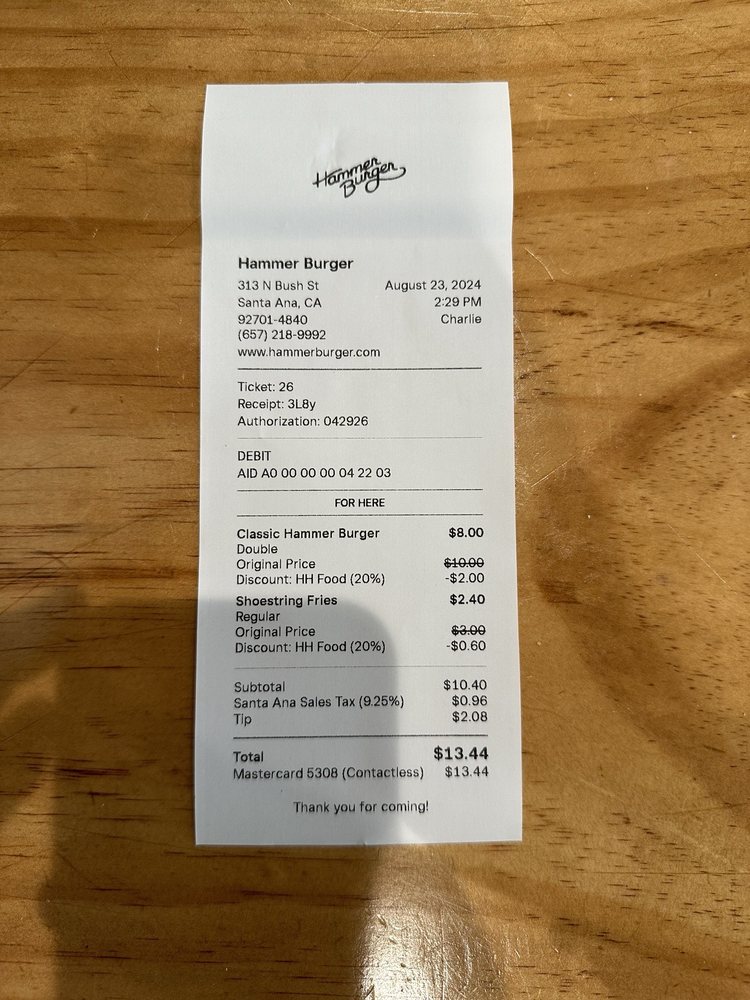 Hammer
Burger
Hammer Burger
313 N Bush St August 23, 2024
Santa Ana, CA 2:29 PM
92701-4840 Charlie
(657) 218-9992
www.hammerburger.com
Ticket: 26
Receipt: 3L8y
Authorization: 042926
DEBIT
AID A0 00 00 00 04 22 03
FOR HERE
Classic Hammer Burger $8.00
Double
Original Price $10.00
Discount: HH Food (20%) -$2.00
Shoestring Fries $2.40
Regular
Original Price $3.00
Discount: HH Food (20%) -$0.60
Subtotal $10.40
Santa Ana Sales Tax (9.25%) $0.96
Tip $2.08
Total $13.44
Mastercard 5308 (Contactless) $13.44
Thank you for coming!